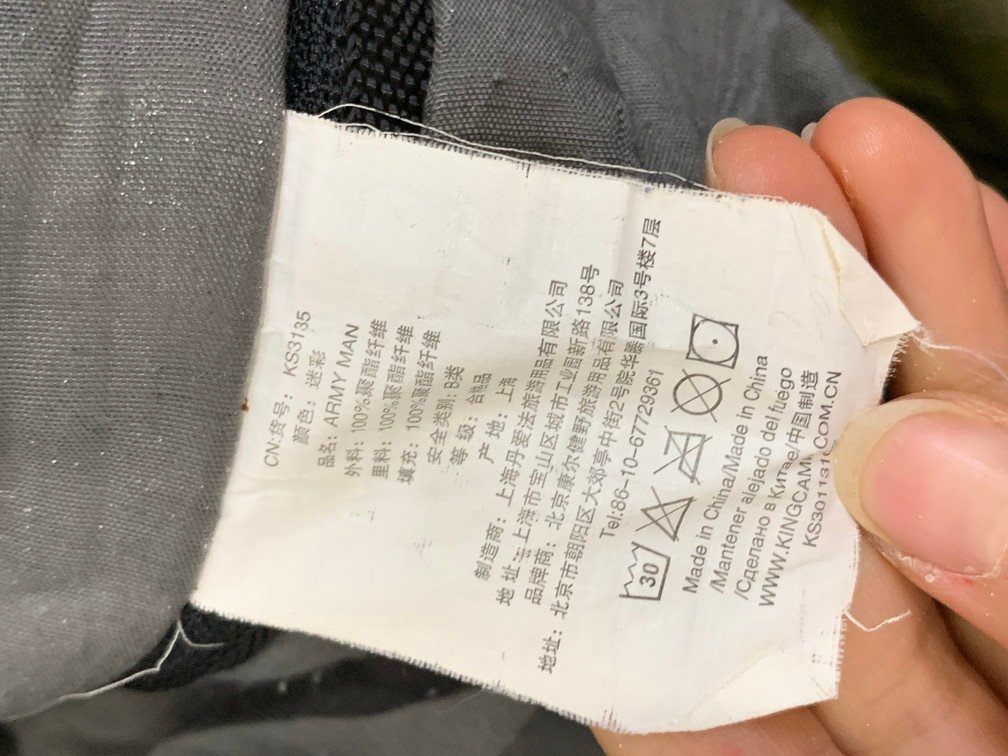 CN:货号: KS3135
颜色: 迷彩
品名: ARMY MAN
外料: 100%聚酯纤维
里料: 100%聚酯纤维
填充: 100%聚酯纤维
安全类别: B类
等 级: 合格品
产 地: 上海
制造商: 上海丹爱法旅游用品有限公司
地 址: 上海市宝山区城市工业园新路138号
品牌商: 北京康尔健野旅游用品有限公司
地址: 北京市朝阳区大郊亭中街2号院华腾国际3号楼7层
Tel:86-10-67729361
30
Made in China/Made in China
/Mantener alejado del fuego
/Сделано в Китае/中国制造
WWW.KINGCAMP.COM.CN